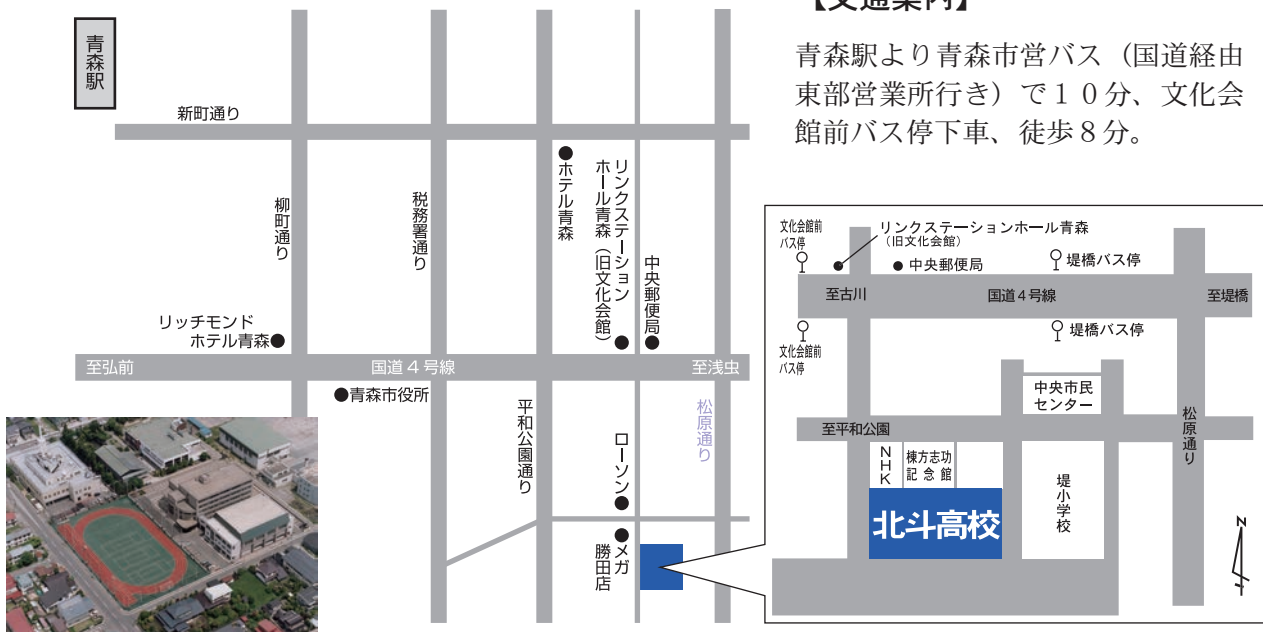 【交通案内】
青森駅より青森市営バス（国道経由
東部営業所行き）で１０分、文化会
館前バス停下車、徒歩８分。
青森駅
新町通り
柳町通り
税務署通り
ホテル青森
リンクステーション
ホール青森（旧文化会館）
中央郵便局
リッチモンド
ホテル青森
至弘前
国道４号線
至浅虫
青森市役所
平和公園通り
ローソン
松原通り
メガ
勝田店
文化会館前
バス停
リンクステーションホール青森
（旧文化会館）
中央郵便局
堤橋バス停
至古川
国道４号線
至堤橋
文化会館前
バス停
堤橋バス停
中央市民
センター
至平和公園
松原通り
NHK
棟方志功
記念館
堤小学校
北斗高校
N